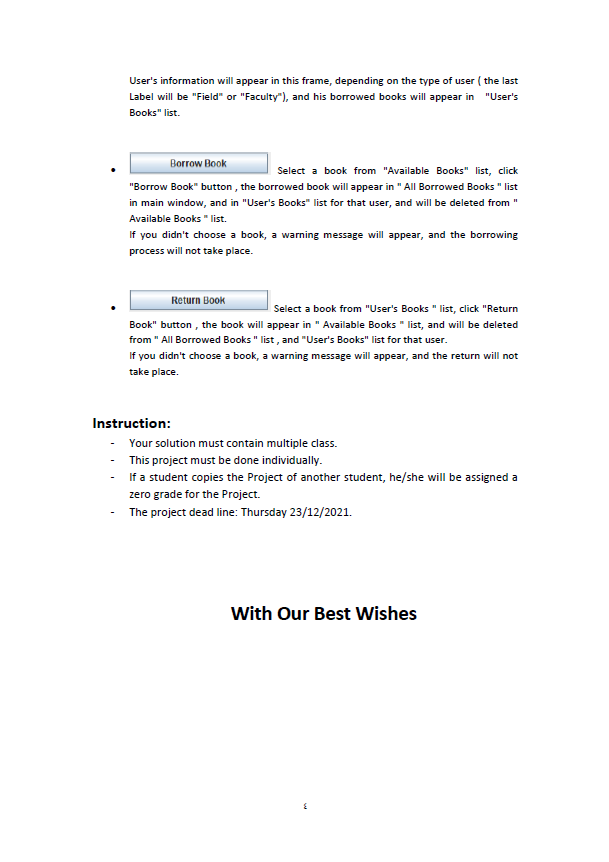 User's information will appear in this frame, depending on the type of user ( the last
Label will be "Field" or "Faculty"), and his borrowed books will appear in "User's
Books" list.
• Borrow Book Select a book from "Available Books" list, click
"Borrow Book" button , the borrowed book will appear in " All Borrowed Books " list
in main window, and in "User's Books" list for that user, and will be deleted from "
Available Books " list.
If you didn't choose a book, a warning message will appear, and the borrowing
process will not take place.
• Return Book Select a book from "User's Books " list, click "Return
Book" button , the book will appear in " Available Books " list, and will be deleted
from " All Borrowed Books " list , and "User's Books" list for that user.
If you didn't choose a book, a warning message will appear, and the return will not
take place.
Instruction:
- Your solution must contain multiple class.
- This project must be done individually.
- If a student copies the Project of another student, he/she will be assigned a
zero grade for the Project.
- The project dead line: Thursday 23/12/2021.
With Our Best Wishes
٤